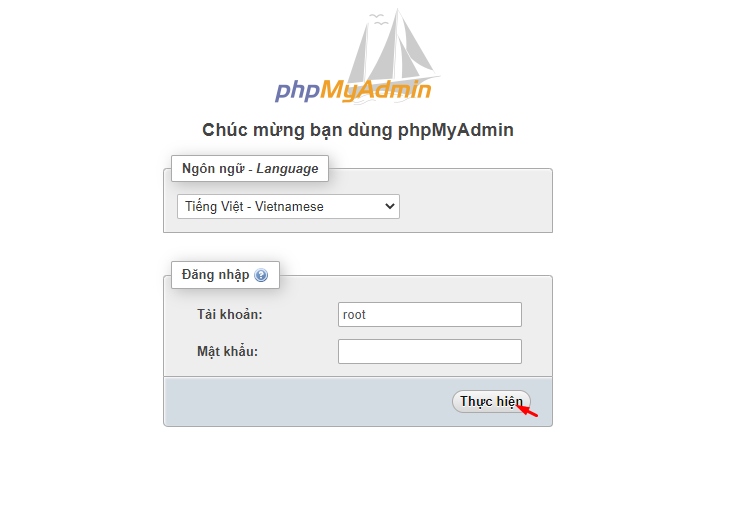 phpMyAdmin
Chúc mừng bạn dùng phpMyAdmin
Ngôn ngữ - Language
Tiếng Việt - Vietnamese
Đăng nhập
Tài khoản:
root
Mật khẩu:
Thực hiện